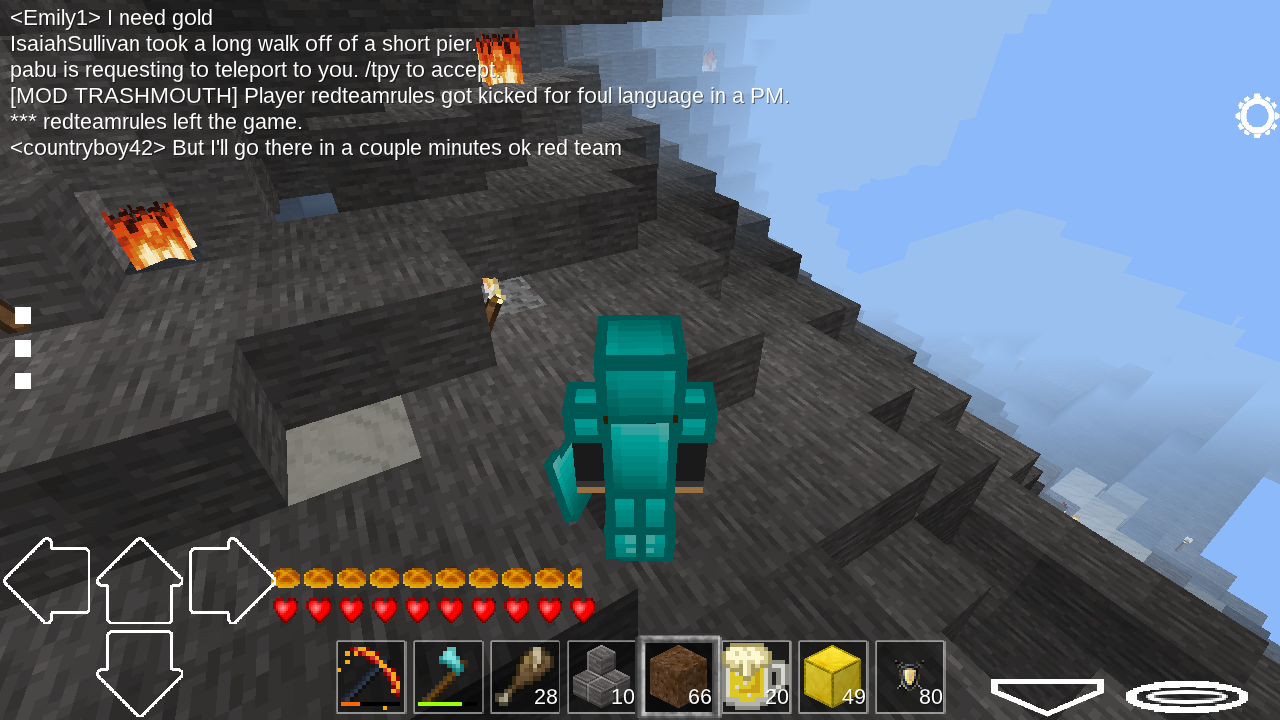 <Emily1> I need gold
IsaiahSullivan took a long walk off of a short pier.
pabu is requesting to teleport to you. /tpy to accept.
[MOD TRASHMOUTH] Player redteamrules got kicked for foul language in a PM.
*** redteamrules left the game.
<countryboy42> But I'll go there in a couple minutes ok red team
28 10 66 20 49 80